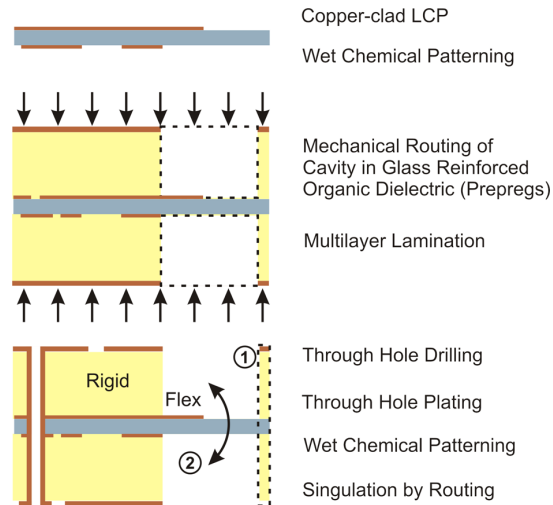 Copper-clad LCP
Wet Chemical Patterning
Mechanical Routing of
Cavity in Glass Reinforced
Organic Dielectric (Prepregs)
Multilayer Lamination
①
Through Hole Drilling
Rigid
Flex
Through Hole Plating
Wet Chemical Patterning
②
Singulation by Routing